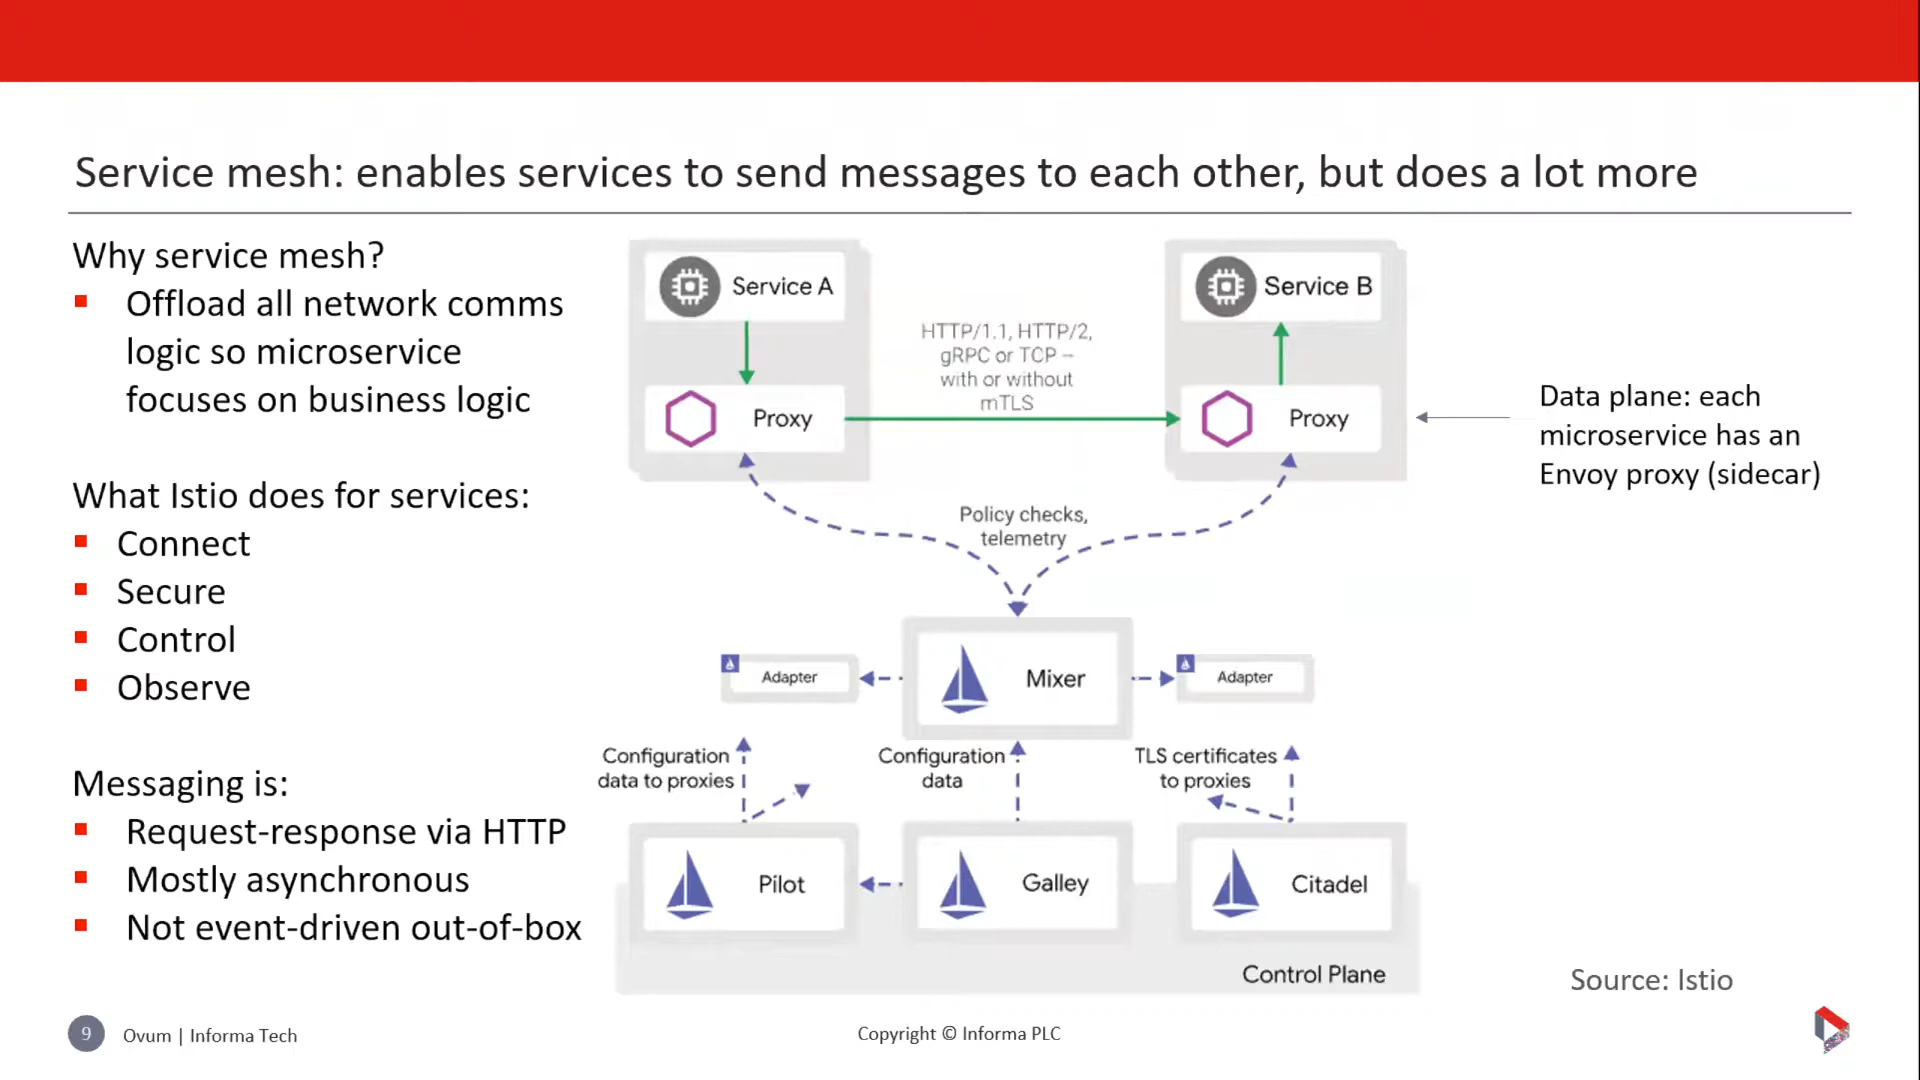 Service mesh: enables services to send messages to each other, but does a lot more
Why service mesh?
Offload all network comms
logic so microservice
focuses on business logic
What Istio does for services:
Connect
Secure
Control
Observe
Messaging is:
Request-response via HTTP
Mostly asynchronous
Not event-driven out-of-box
Service A
Service B
HTTP/1.1, HTTP/2,
gRPC or TCP –
with or without
mTLS
Proxy
Proxy
Data plane: each
microservice has an
Envoy proxy (sidecar)
Policy checks,
telemetry
Adapter
Mixer
Adapter
Configuration
data to proxies
Configuration
data
TLS certificates
to proxies
Pilot
Galley
Citadel
Control Plane
Source: Istio
9
Ovum | Informa Tech
Copyright © Informa PLC